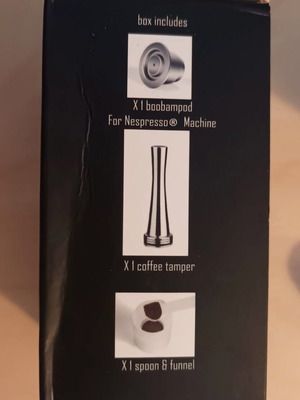 box includes
X 1 boobampod
For Nespresso® Machine
X 1 coffee tamper
X 1 spoon & funnel